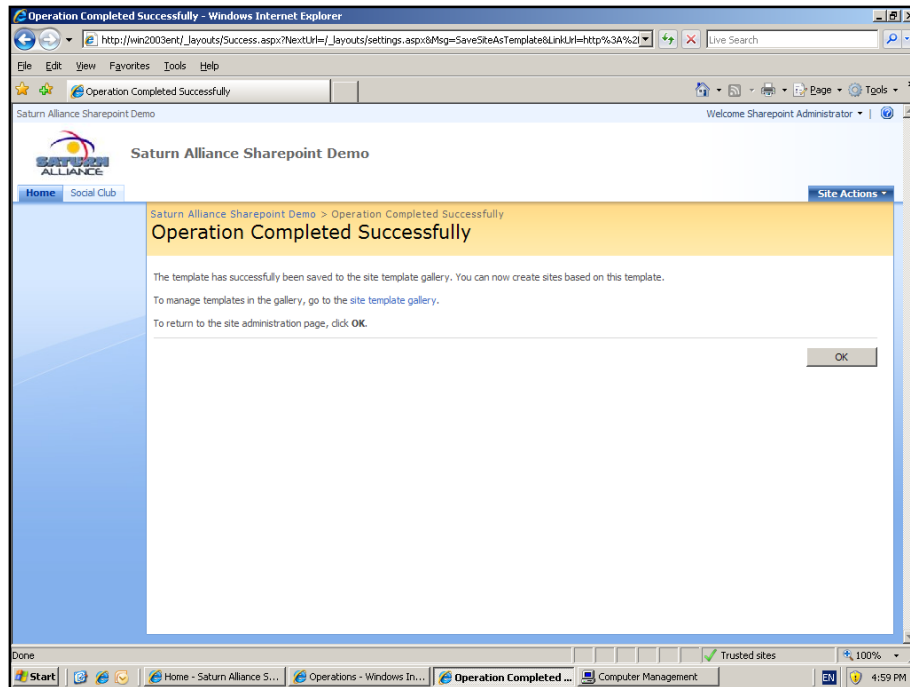 Operation Completed Successfully - Windows Internet Explorer
http://win2003ent/_layouts/Success.aspx?NextUrl=/_layouts/settings.aspx&Msg=SaveSiteAsTemplate&LinkUrl=http%3A%2
Live Search
File Edit View Favorites Tools Help
Operation Completed Successfully
Page Tools
Saturn Alliance Sharepoint Demo
Welcome Sharepoint Administrator
SATURN
ALLIANCE
Saturn Alliance Sharepoint Demo
Home Social Club
Site Actions
Saturn Alliance Sharepoint Demo > Operation Completed Successfully
Operation Completed Successfully
The template has successfully been saved to the site template gallery. You can now create sites based on this template.
To manage templates in the gallery, go to the site template gallery.
To return to the site administration page, click OK.
OK
Done
Trusted sites
100%
Start
Home - Saturn Alliance S...
Operations - Windows In...
Operation Completed ...
Computer Management
EN
4:59 PM